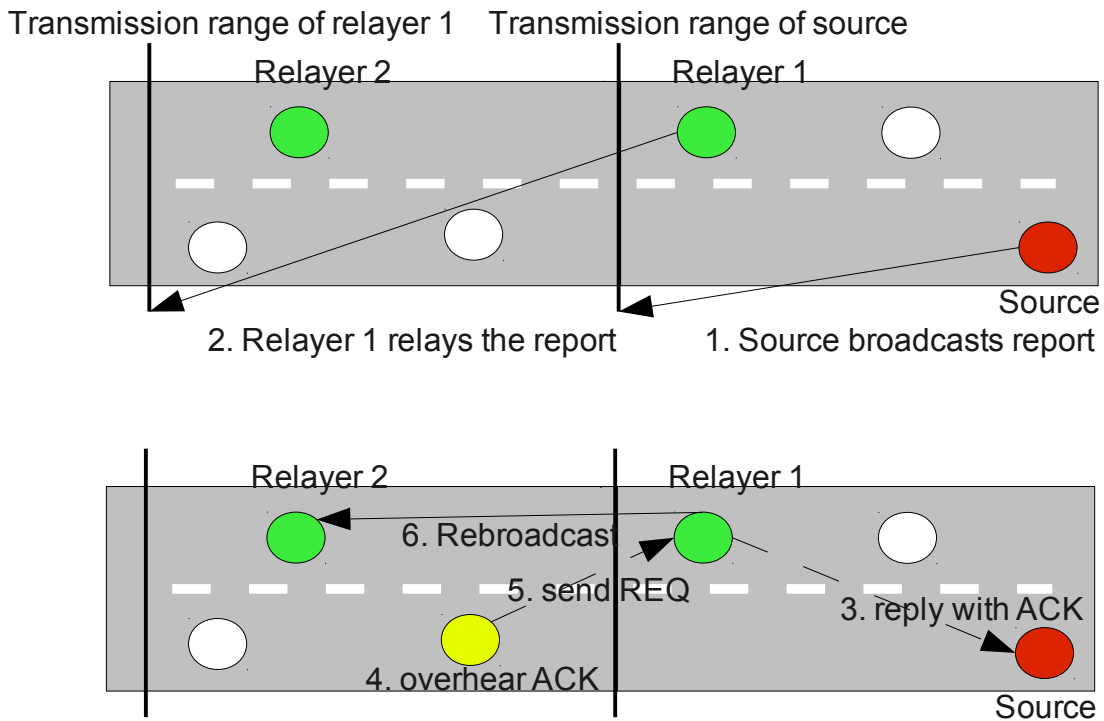 Transmission range of relayer 1
Transmission range of source
Relayer 2
Relayer 1
Source
2. Relayer 1 relays the report
1. Source broadcasts report
Relayer 2
Relayer 1
6. Rebroadcast
5. send REQ
3. reply with ACK
4. overhear ACK
Source